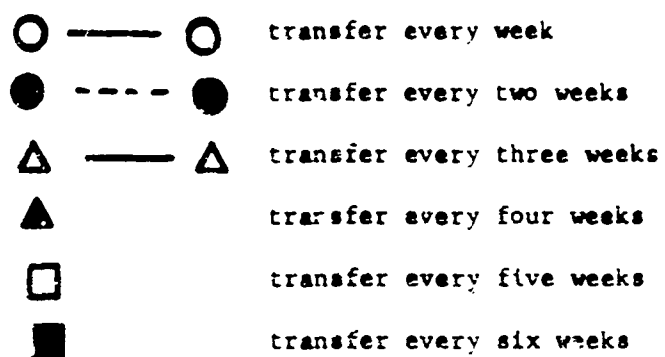 transfer every week
transfer every two weeks
transfer every three weeks
transfer every four weeks
transfer every five weeks
transfer every six weeks